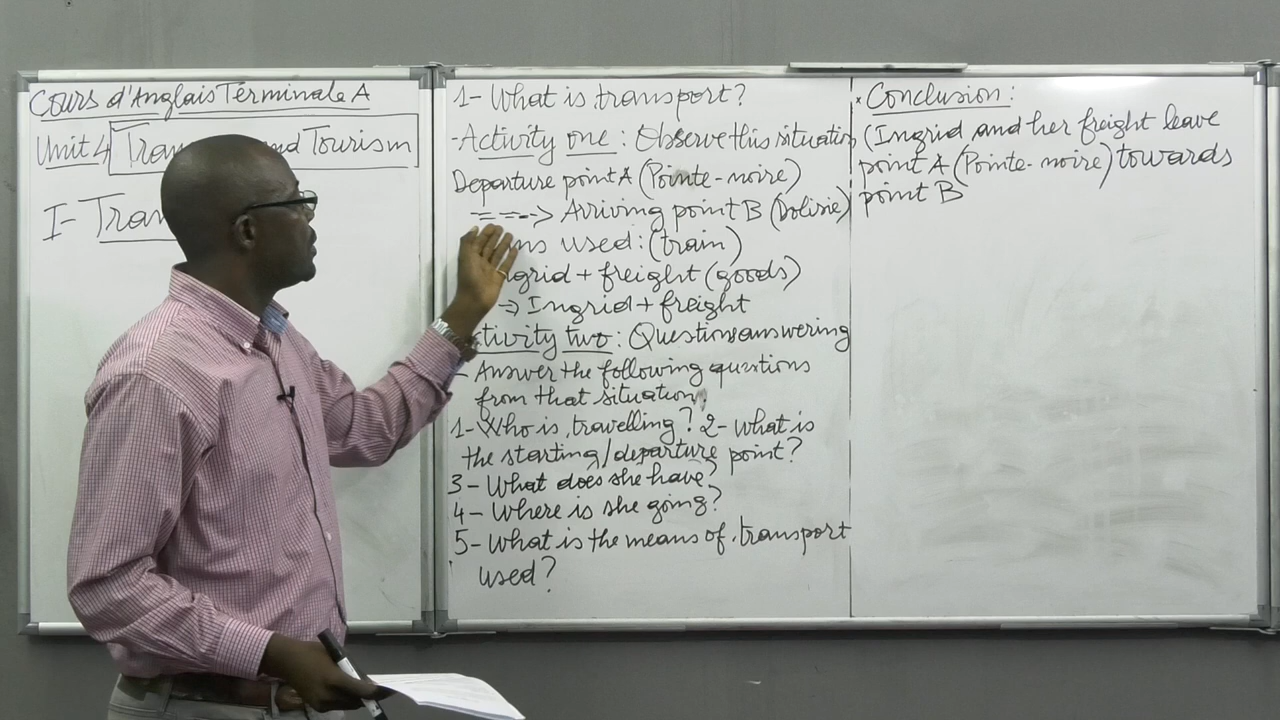 Cours d'Anglais Terminale A
Unit 4 and Tourism
I-
1- What is transport?
- Activity one : Observe this situation
Departure point A (Pointe-noire)
= = = --> Arriving point B (Dolisie)
used: (train)
+ freight (goods)
=> Ingrid + freight
two : Questions answering
- Answer the following questions
from that situation:
1- Who is travelling? 2- What is
the starting/departure point?
3- What does she have?
4- Where is she going?
5- What is the means of transport
used?
* Conclusion :
(Ingrid and her freight leave
point A (Pointe-noire) towards
point B